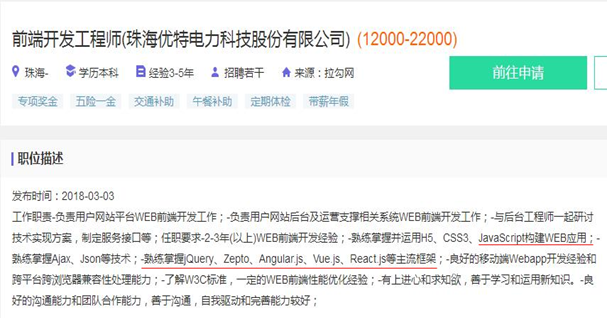 前端开发工程师(珠海优特电力科技股份有限公司) (12000-22000)
珠海- 学历本科 经验3-5年 招聘若干 来源：拉勾网
前往申请
专项奖金 五险一金 交通补助 午餐补助 定期体检 带薪年假
职位描述
发布时间：2018-03-03
工作职责-负责用户网站平台WEB前端开发工作；-负责用户网站后台及运营支撑相关系统WEB前端开发工作；-与后台工程师一起研讨
技术实现方案，制定服务接口等；任职要求-2-3年(以上)WEB前端开发经验；-熟练掌握并运用H5、CSS3、JavaScript构建WEB应用；-
熟练掌握Ajax、Json等技术；-熟练掌握jQuery、Zepto、Angular.js、Vue.js、React.js等主流框架；-良好的移动端Webapp开发经验和
跨平台跨浏览器兼容性处理能力；-了解W3C标准，一定的WEB前端性能优化经验；-有上进心和求知欲，善于学习和运用新知识。-良
好的沟通能力和团队合作能力，善于沟通，自我驱动和完善能力较好；